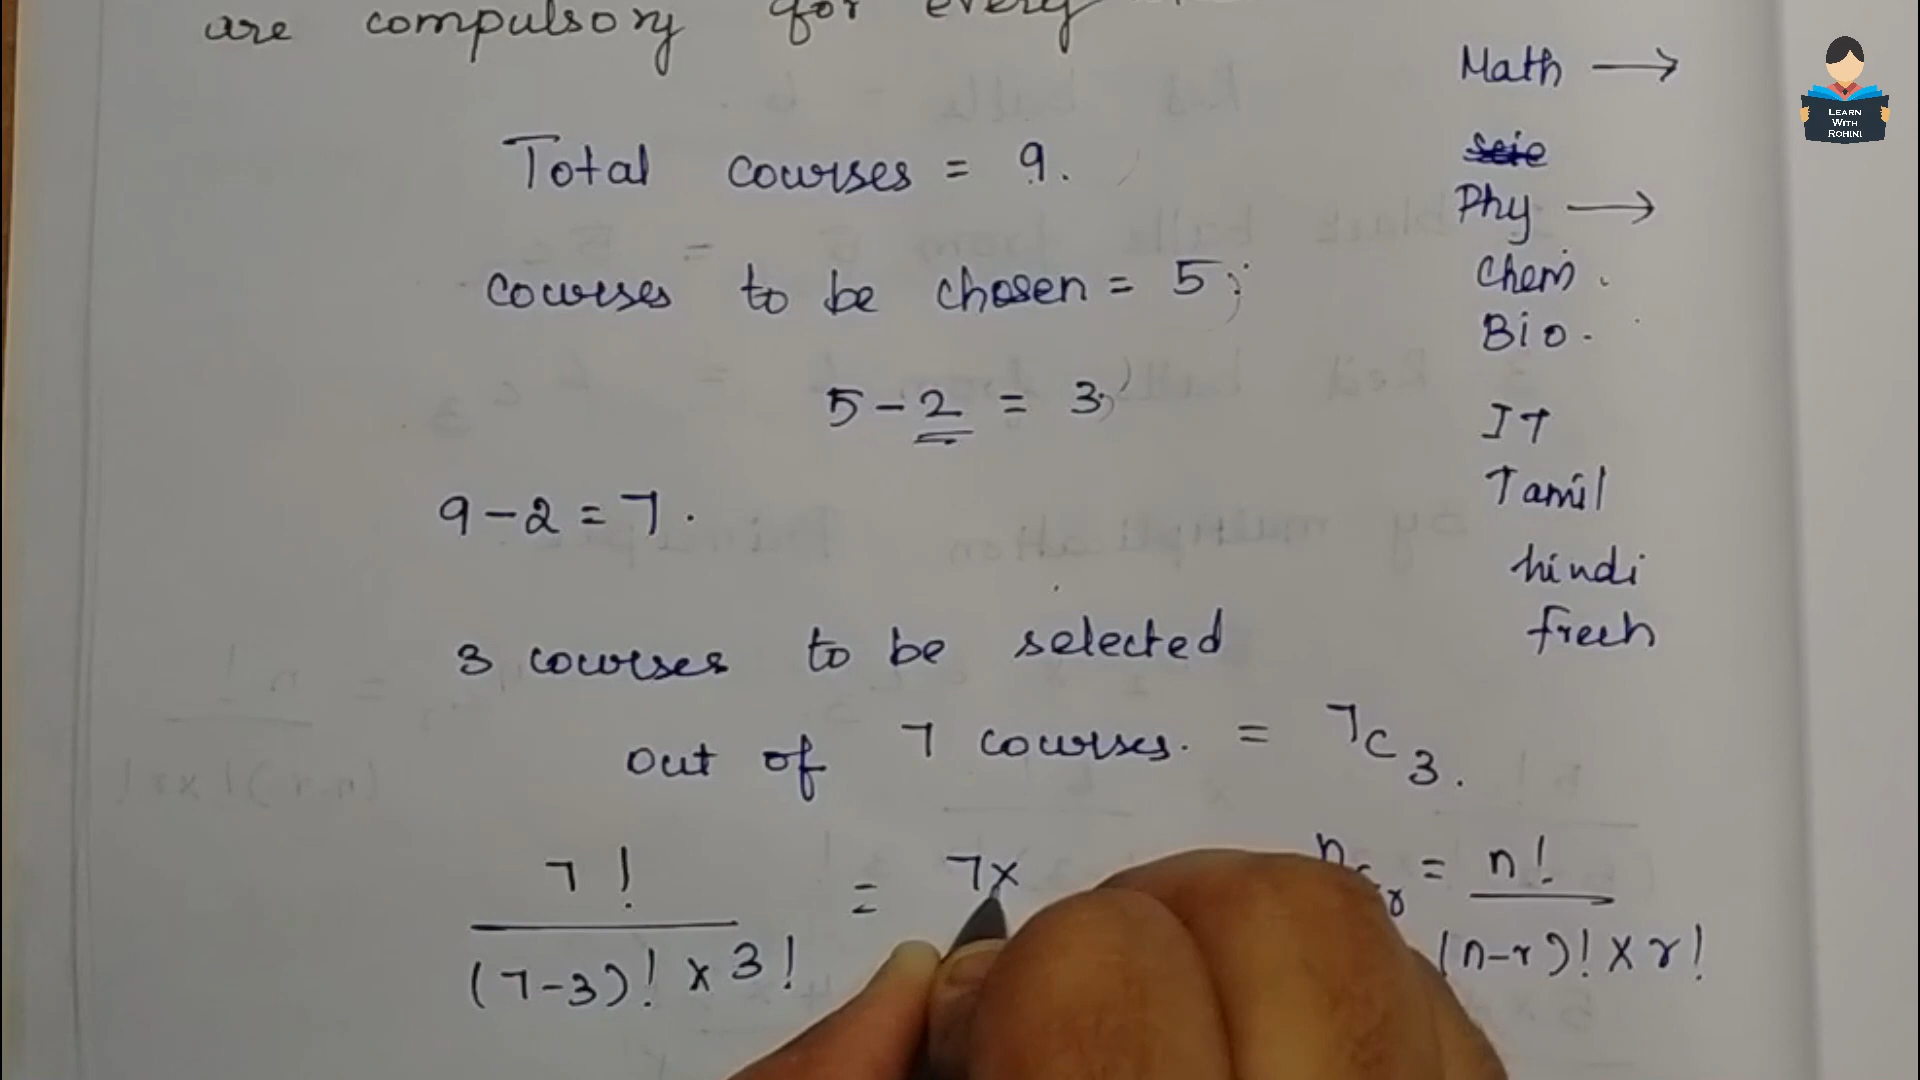 are compulsory for every
Total courses = 9.
courses to be chosen = 5;
5 - 2 = 3
9 - 2 = 7.
3 courses to be selected
out of 7 courses. = 7C3.
7! / (7-3)! × 3! = 7×
nCr = n! / (n-r)! × r!
Math →
Phy →
Chem.
Bio.
IT
Tamil
hindi
frech
LEARN
WITH
ROHINI